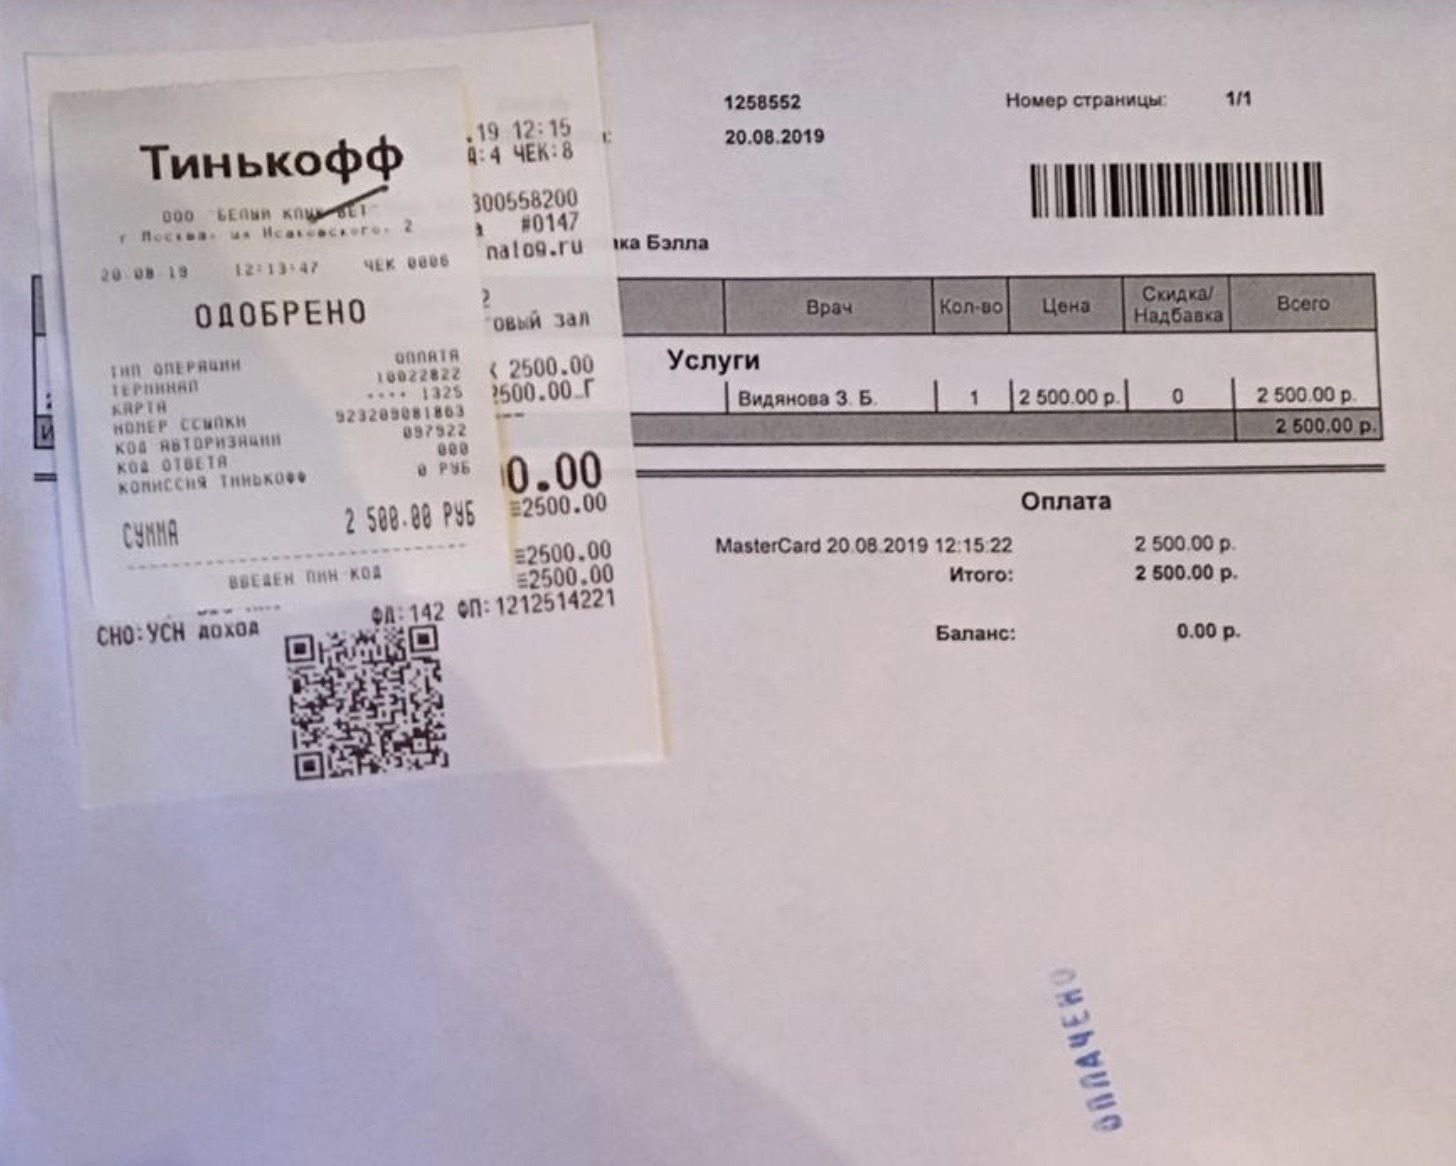 Тинькофф
ООО "БЕЛЫЙ КЛЫК ВЕТ"
г Москва, ул Исаковского, 2
20.08.19 12:13:47 ЧЕК 0006
ОДОБРЕНО
ТИП ОПЕРАЦИИ ОПЛАТА
ТЕРМИНАЛ 10022822
КАРТА **** 1325
НОМЕР ССЫЛКИ 923209081863
КОД АВТОРИЗАЦИИ 097922
КОД ОТВЕТА 000
КОМИССИЯ ТИНЬКОФФ 0 РУБ
СУММА 2 500.00 РУБ
ВВЕДЕН ПИН-КОД
.19 12:15
:4 ЧЕК:8
300558200
#0147
nalog.ru
овый зал
2500.00
2500.00_Г
0.00
≡2500.00
≡2500.00
≡2500.00
ФД:142 ФП:1212514221
СНО:УСН доход
1258552 Номер страницы: 1/1
20.08.2019
ка Бэлла
Врач Кол-во Цена Скидка/ Надбавка Всего
Услуги
Видянова З. Б. 1 2 500.00 р. 0 2 500.00 р.
2 500.00 р.
Оплата
MasterCard 20.08.2019 12:15:22 2 500.00 р.
Итого: 2 500.00 р.
Баланс: 0.00 р.
ОПЛАЧЕНО